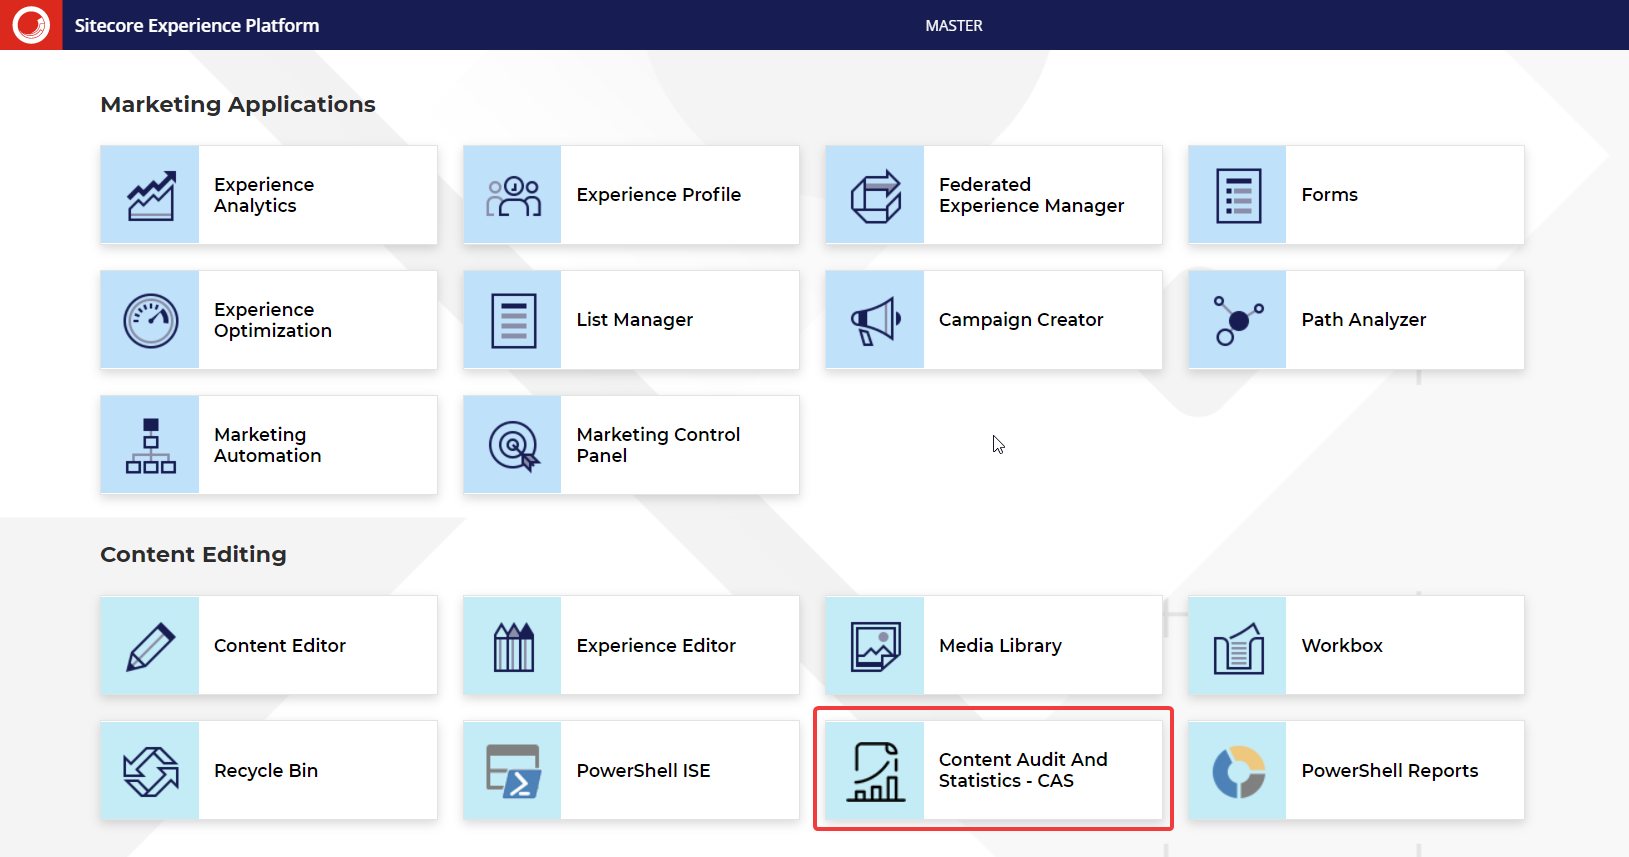 Sitecore Experience Platform
MASTER
Marketing Applications
Experience
Analytics
Experience Profile
Federated
Experience Manager
Forms
Experience
Optimization
List Manager
Campaign Creator
Path Analyzer
Marketing
Automation
Marketing Control
Panel
Content Editing
Content Editor
Experience Editor
Media Library
Workbox
Recycle Bin
PowerShell ISE
Content Audit And
Statistics - CAS
PowerShell Reports